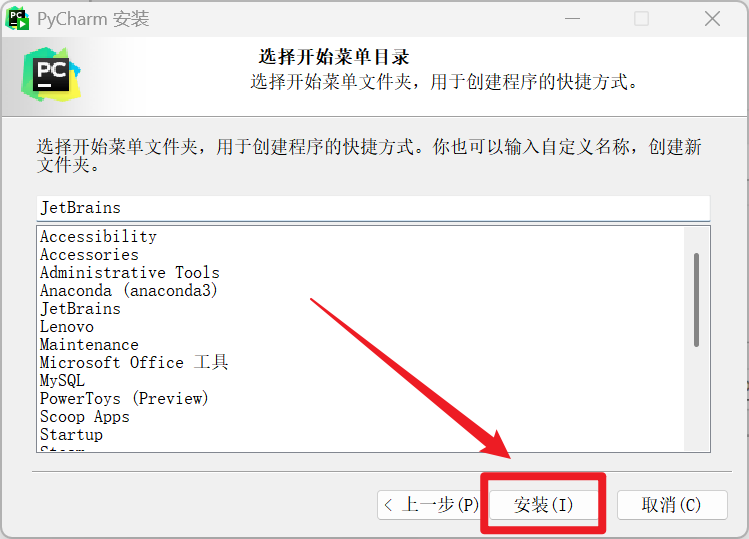 PyCharm 安装
PC
选择开始菜单目录
选择开始菜单文件夹，用于创建程序的快捷方式。
选择开始菜单文件夹，用于创建程序的快捷方式。你也可以输入自定义名称，创建新
文件夹。
JetBrains
Accessibility
Accessories
Administrative Tools
Anaconda (anaconda3)
JetBrains
Lenovo
Maintenance
Microsoft Office 工具
MySQL
PowerToys (Preview)
Scoop Apps
Startup
< 上一步(P)
安装(I)
取消(C)